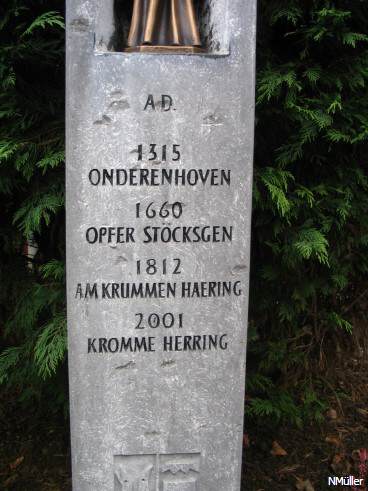 A.D.
1315
ONDERENHOVEN
1660
OPFER STÖCKSGEN
1812
AM KRUMMEN HAERING
2001
KROMME HERRING
NMüller